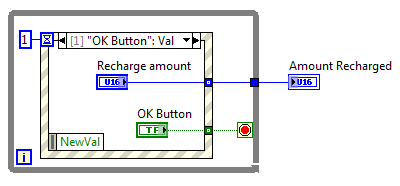 1
[1] "OK Button": Val
Recharge amount
U16
Amount Recharged
U16
OK Button
TF
NewVal
i